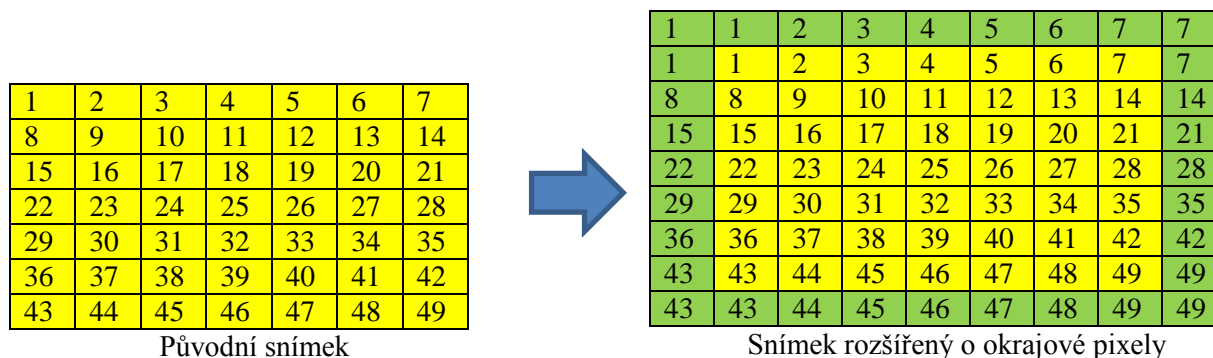 1 2 3 4 5 6 7
8 9 10 11 12 13 14
15 16 17 18 19 20 21
22 23 24 25 26 27 28
29 30 31 32 33 34 35
36 37 38 39 40 41 42
43 44 45 46 47 48 49
Původní snímek
1 1 2 3 4 5 6 7 7
1 1 2 3 4 5 6 7 7
8 8 9 10 11 12 13 14 14
15 15 16 17 18 19 20 21 21
22 22 23 24 25 26 27 28 28
29 29 30 31 32 33 34 35 35
36 36 37 38 39 40 41 42 42
43 43 44 45 46 47 48 49 49
43 43 44 45 46 47 48 49 49
Snímek rozšířený o okrajové pixely